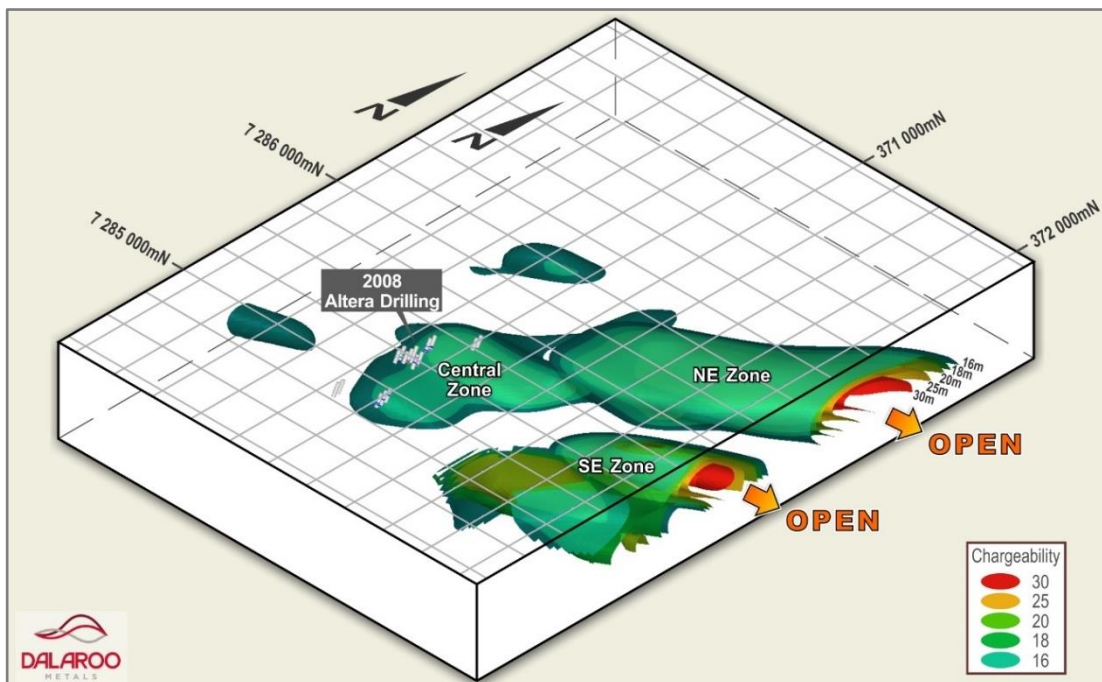 N
N
7 286 000mN
7 285 000mN
371 000mN
372 000mN
2008
Altera Drilling
Central
Zone
NE Zone
SE Zone
16m
18m
20m
25m
30m
OPEN
OPEN
Chargeability
30
25
20
18
16
DALAROO
METALS